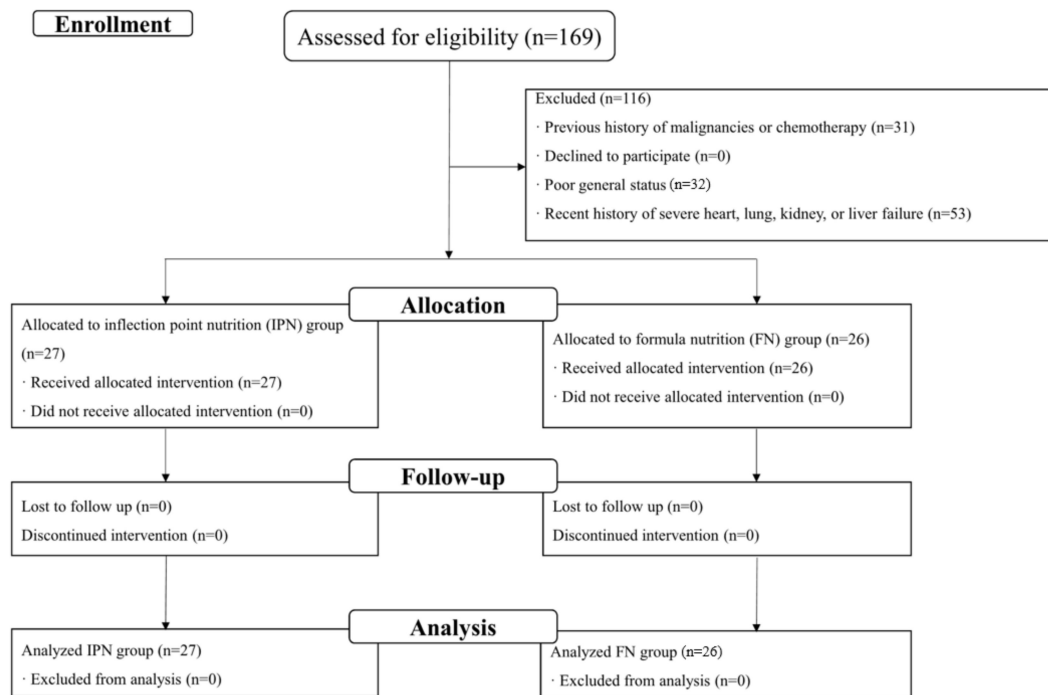 Enrollment
Assessed for eligibility (n=169)
Excluded (n=116)
· Previous history of malignancies or chemotherapy (n=31)
· Declined to participate (n=0)
· Poor general status (n=32)
· Recent history of severe heart, lung, kidney, or liver failure (n=53)
Allocation
Allocated to inflection point nutrition (IPN) group
(n=27)
· Received allocated intervention (n=27)
· Did not receive allocated intervention (n=0)
Allocated to formula nutrition (FN) group (n=26)
· Received allocated intervention (n=26)
· Did not receive allocated intervention (n=0)
Follow-up
Lost to follow up (n=0)
Discontinued intervention (n=0)
Lost to follow up (n=0)
Discontinued intervention (n=0)
Analysis
Analyzed IPN group (n=27)
· Excluded from analysis (n=0)
Analyzed FN group (n=26)
· Excluded from analysis (n=0)